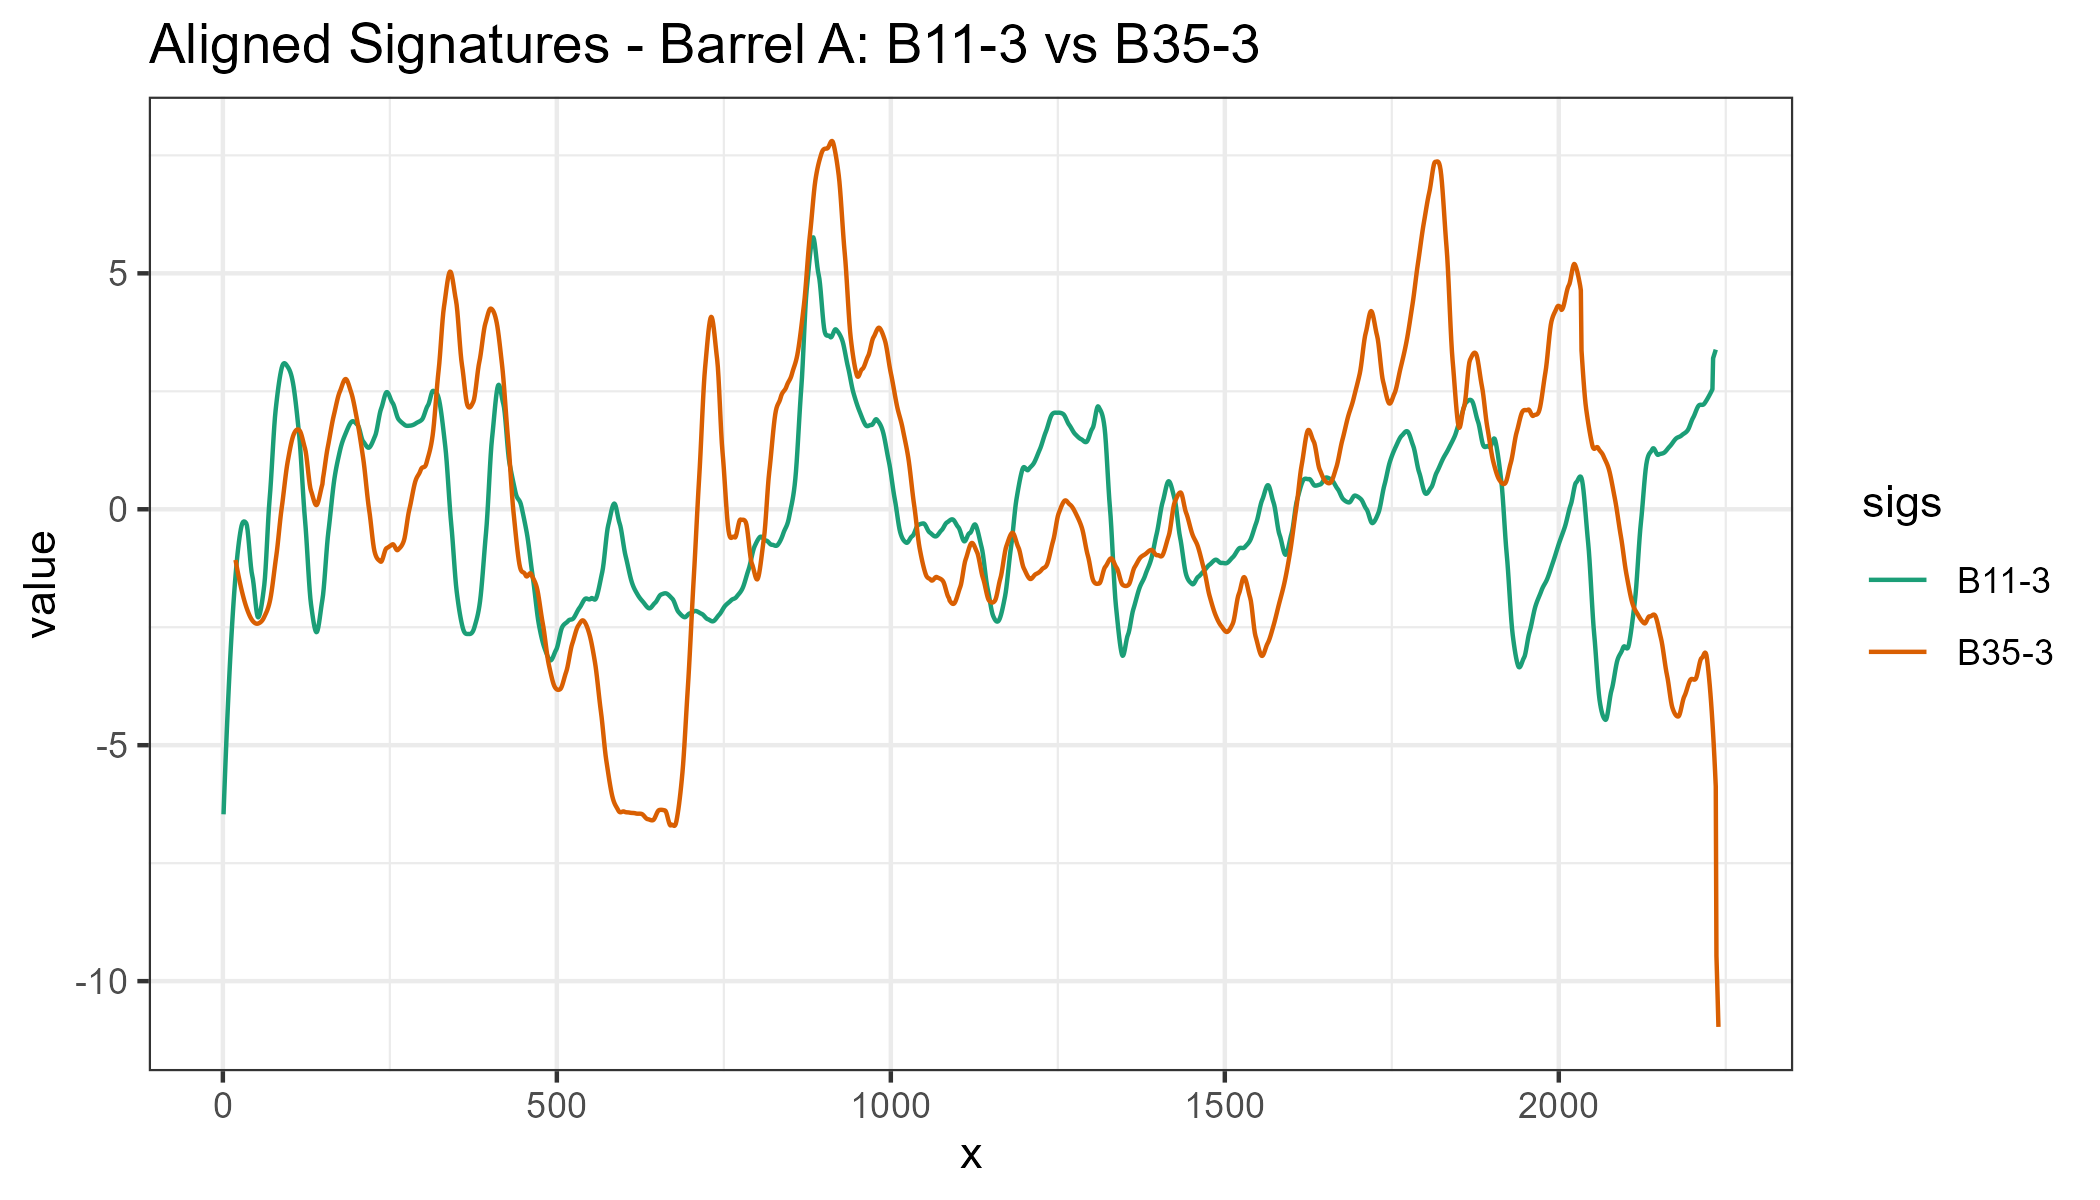 Aligned Signatures - Barrel A: B11-3 vs B35-3
value
5
0
-5
-10
0 500 1000 1500 2000
x
sigs
B11-3
B35-3